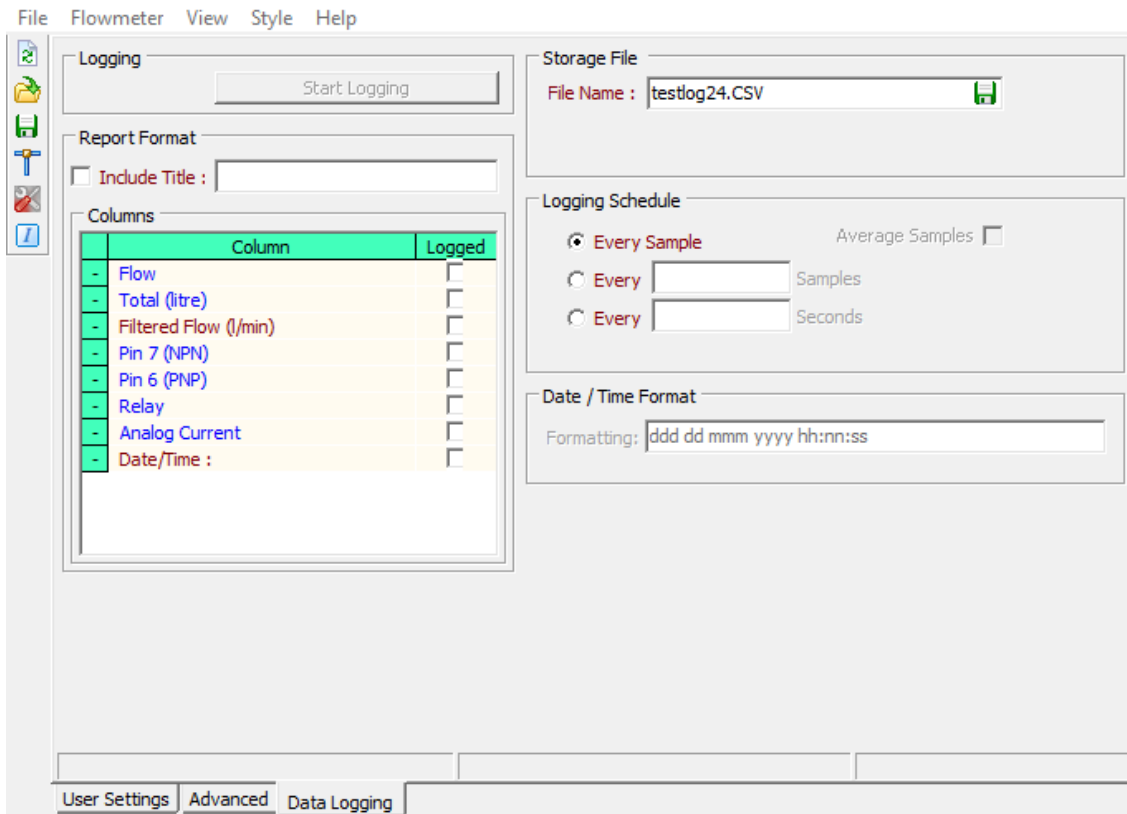 File Flowmeter View Style Help
Logging
Start Logging
Report Format
Include Title :
Columns
Column Logged
- Flow
- Total (litre)
- Filtered Flow (l/min)
- Pin 7 (NPN)
- Pin 6 (PNP)
- Relay
- Analog Current
- Date/Time :
Storage File
File Name : testlog24.CSV
Logging Schedule
Every Sample Average Samples
Every Samples
Every Seconds
Date / Time Format
Formatting: ddd dd mmm yyyy hh:nn:ss
User Settings Advanced Data Logging